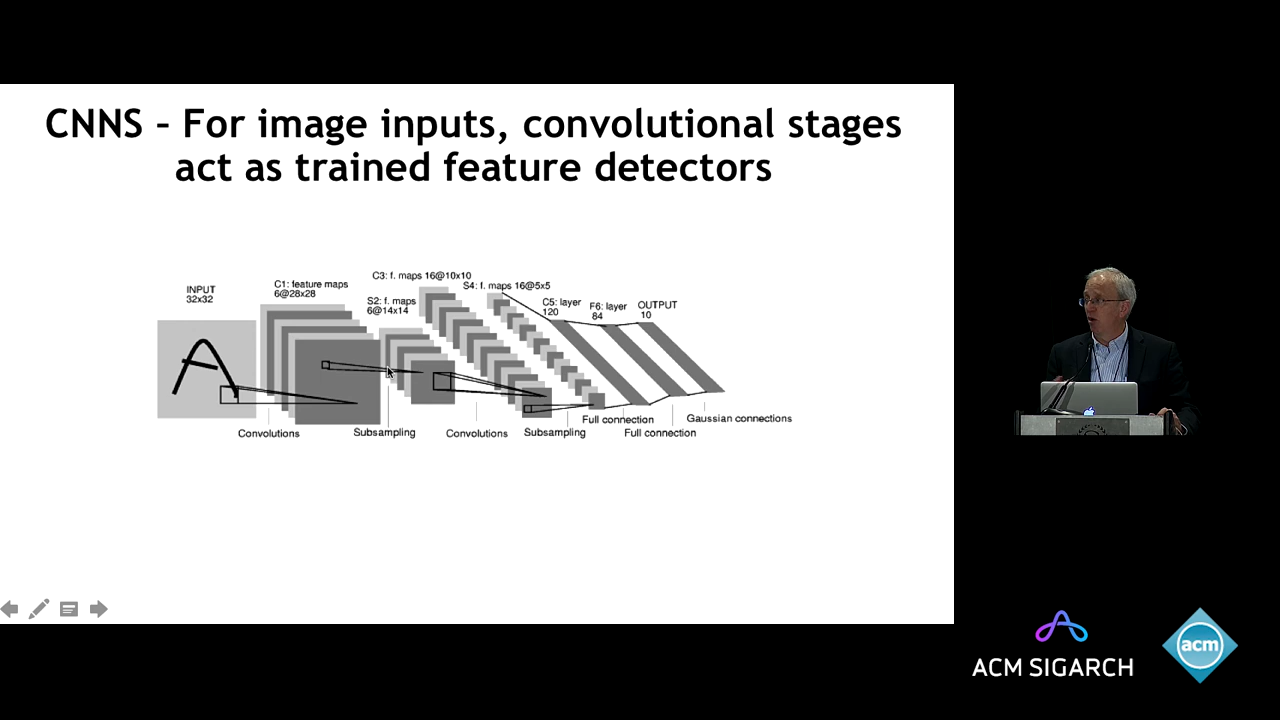 CNNS – For image inputs, convolutional stages
act as trained feature detectors
INPUT
32x32
C1: feature maps
6@28x28
S2: f. maps
6@14x14
C3: f. maps 16@10x10
S4: f. maps 16@5x5
C5: layer
120
F6: layer
84
OUTPUT
10
Convolutions
Subsampling
Convolutions
Subsampling
Full connection
Full connection
Gaussian connections
ACM SIGARCH
acm